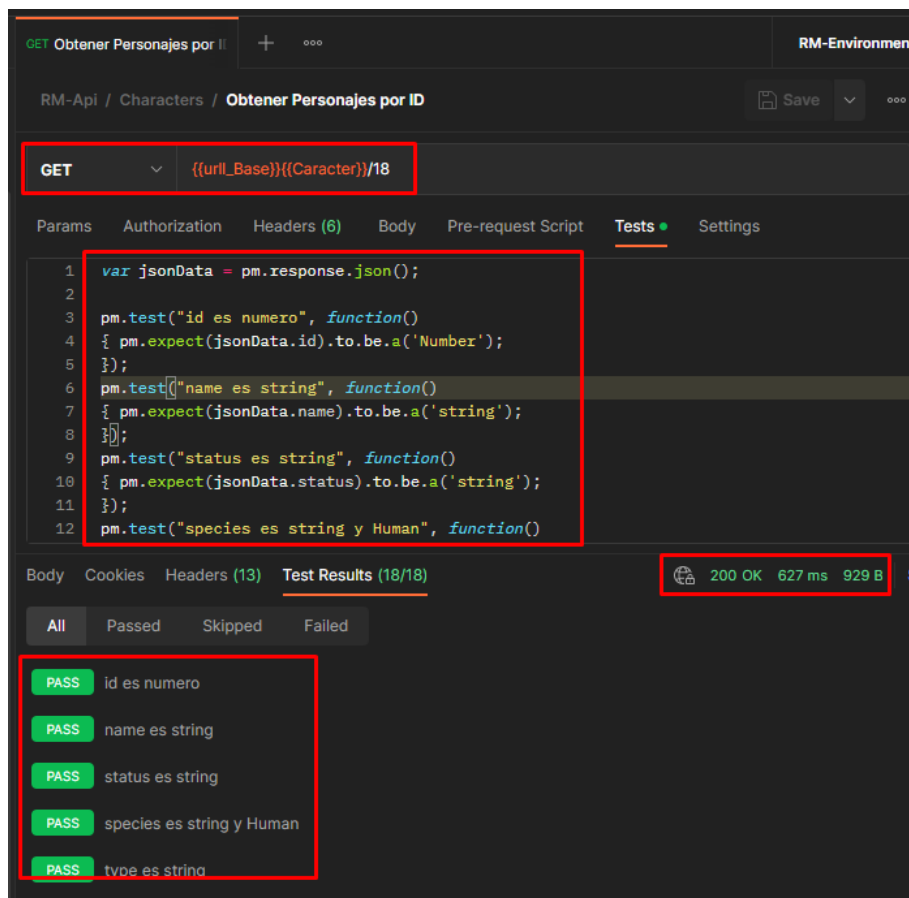 GET Obtener Personajes por II + ooo RM-Environmen
RM-Api / Characters / Obtener Personajes por ID Save ooo
GET {{urll_Base}}{{Caracter}}/18
Params Authorization Headers (6) Body Pre-request Script Tests Settings
1 var jsonData = pm.response.json();
2
3 pm.test("id es numero", function()
4 { pm.expect(jsonData.id).to.be.a('Number');
5 });
6 pm.test("name es string", function()
7 { pm.expect(jsonData.name).to.be.a('string');
8 });
9 pm.test("status es string", function()
10 { pm.expect(jsonData.status).to.be.a('string');
11 });
12 pm.test("species es string y Human", function()
Body Cookies Headers (13) Test Results (18/18) 200 OK 627 ms 929 B
All Passed Skipped Failed
PASS id es numero
PASS name es string
PASS status es string
PASS species es string y Human
PASS type es string